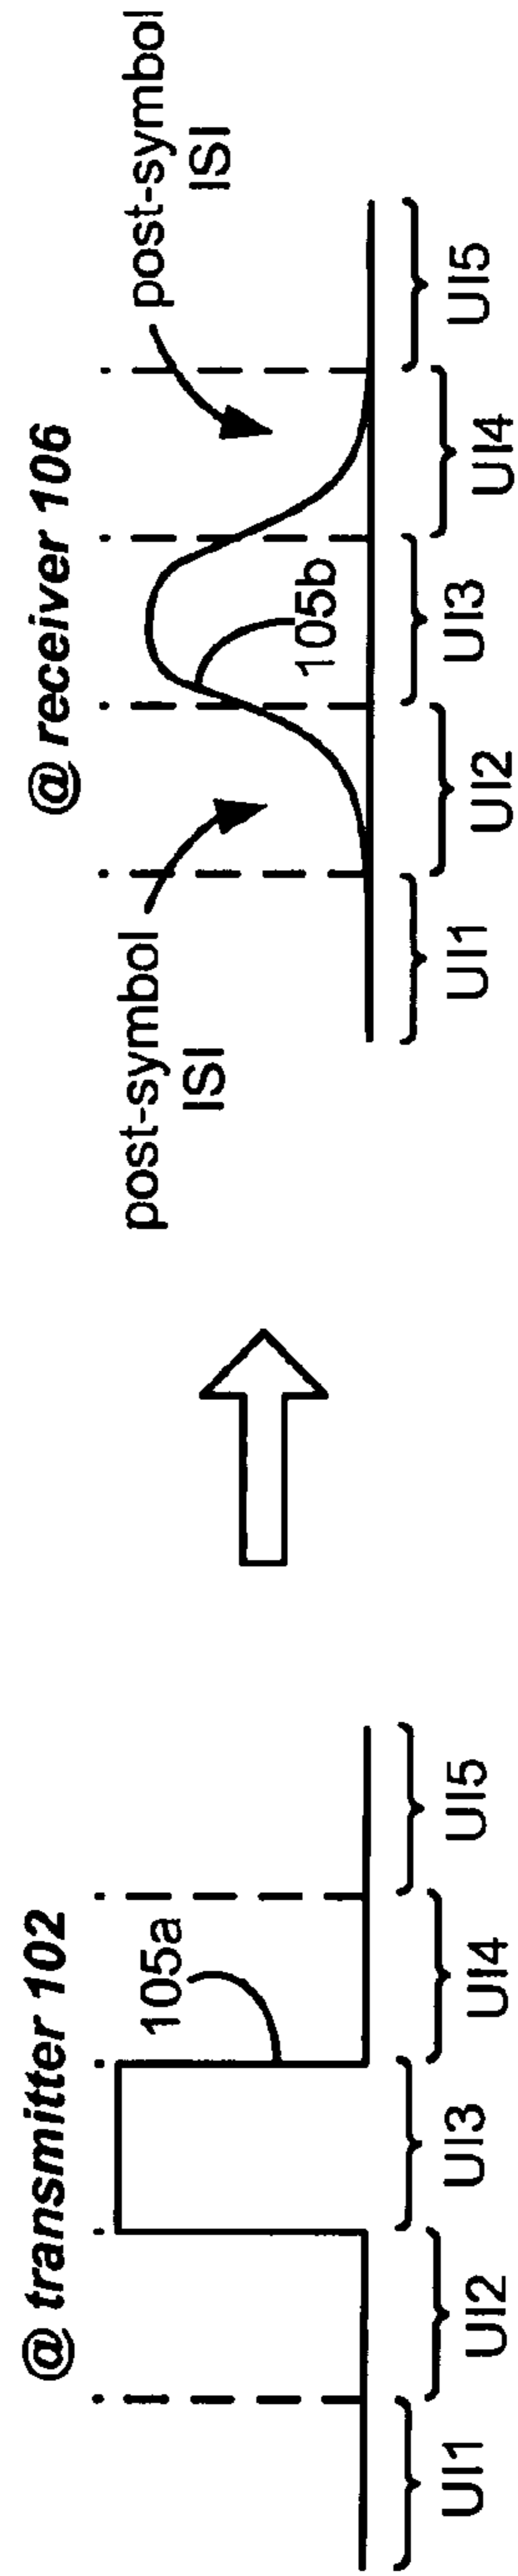 @ transmitter 102
105a
UI1
UI2
UI3
UI4
UI5
@ receiver 106
post-symbol
ISI
post-symbol
ISI
105b
UI1
UI2
UI3
UI4
UI5